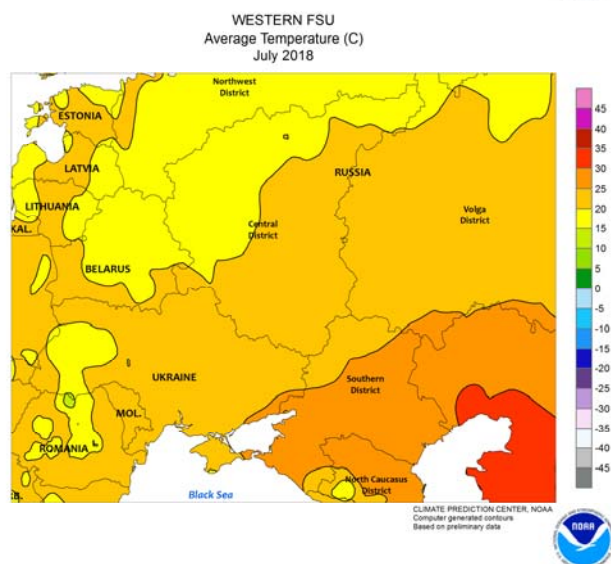 WESTERN FSU
Average Temperature (C)
July 2018
Northwest
District
ESTONIA
LATVIA
LITHUANIA
KAL.
RUSSIA
Volga
District
Central
District
BELARUS
UKRAINE
Southern
District
MOL.
ROMANIA
North Caucasus
District
Black Sea
45
40
35
30
25
20
15
10
5
0
-5
-10
-15
-20
-25
-30
-35
-40
-45
CLIMATE PREDICTION CENTER, NOAA
Computer generated contours
Based on preliminary data
NOAA